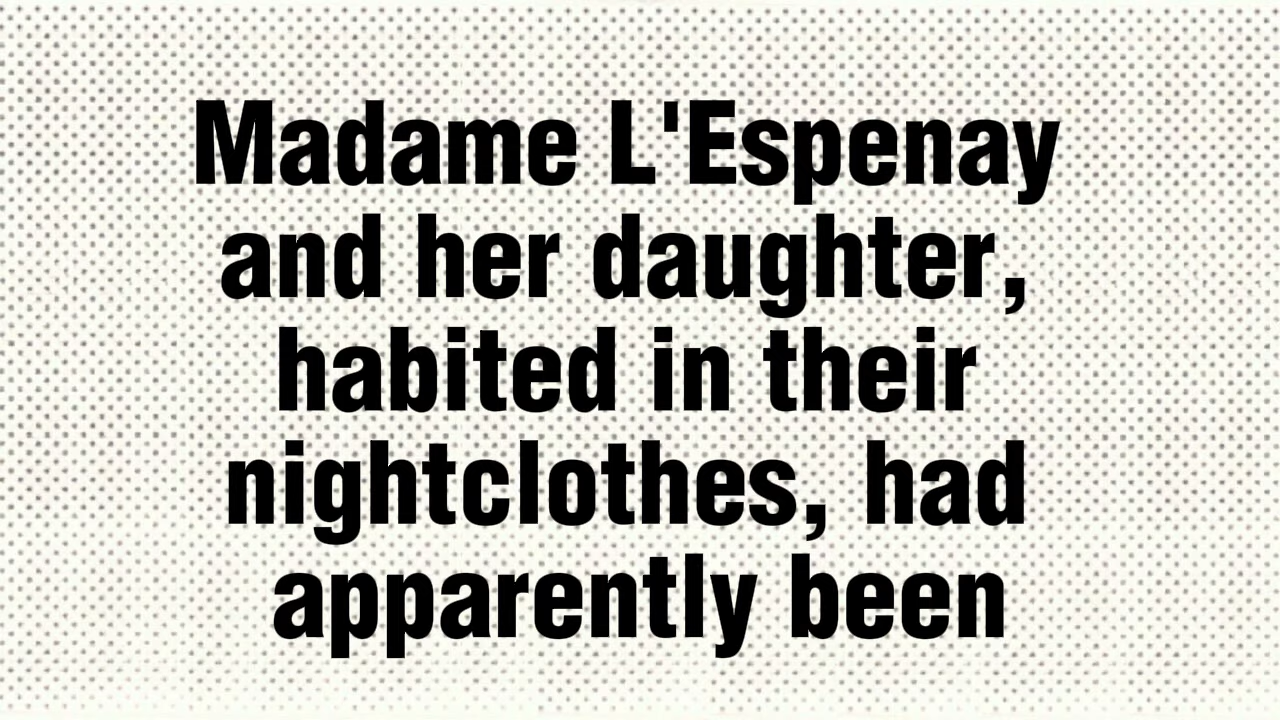 Madame L'Espenay
and her daughter,
habited in their
nightclothes, had
apparently been